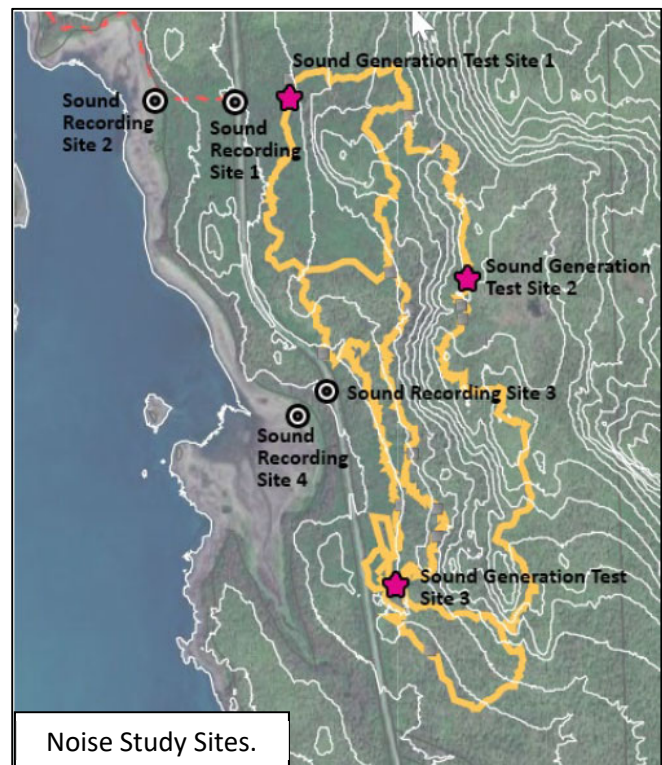 Sound Generation Test Site 1
Sound
Recording
Site 2
Sound
Recording
Site 1
Sound Generation
Test Site 2
Sound Recording Site 3
Sound
Recording
Site 4
Sound Generation Test
Site 3
Noise Study Sites.